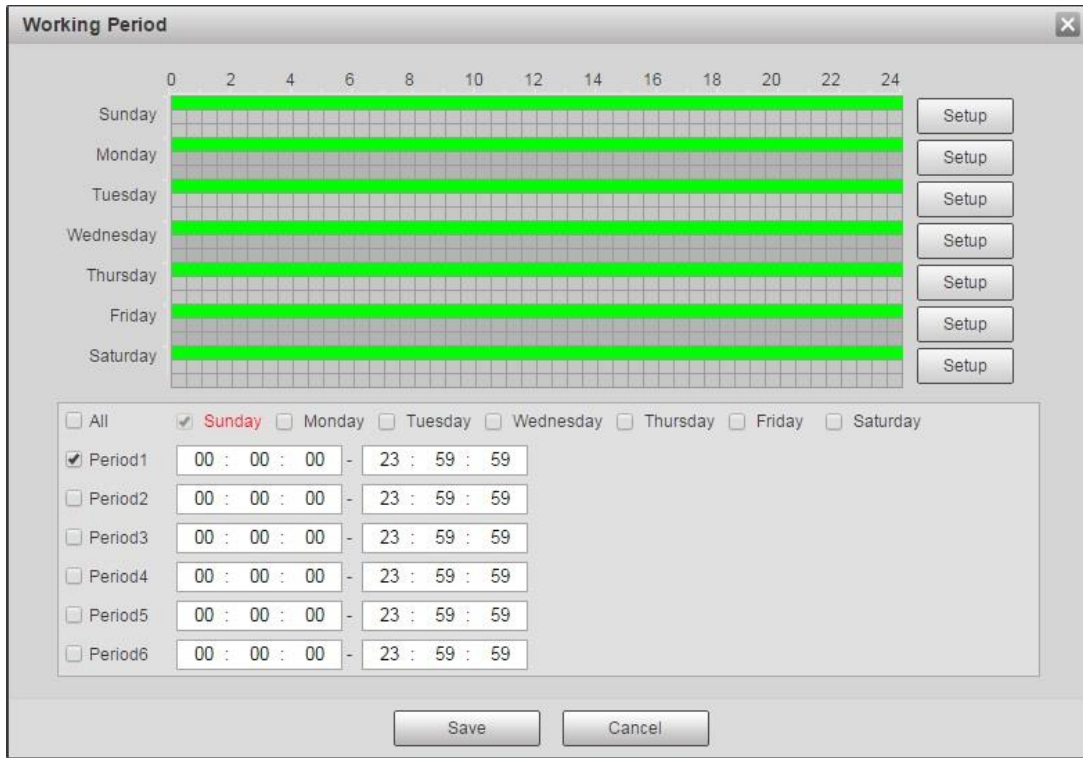 Working Period
0 2 4 6 8 10 12 14 16 18 20 22 24
Sunday Setup
Monday Setup
Tuesday Setup
Wednesday Setup
Thursday Setup
Friday Setup
Saturday Setup
All Sunday Monday Tuesday Wednesday Thursday Friday Saturday
Period1 00 : 00 : 00 - 23 : 59 : 59
Period2 00 : 00 : 00 - 23 : 59 : 59
Period3 00 : 00 : 00 - 23 : 59 : 59
Period4 00 : 00 : 00 - 23 : 59 : 59
Period5 00 : 00 : 00 - 23 : 59 : 59
Period6 00 : 00 : 00 - 23 : 59 : 59
Save Cancel